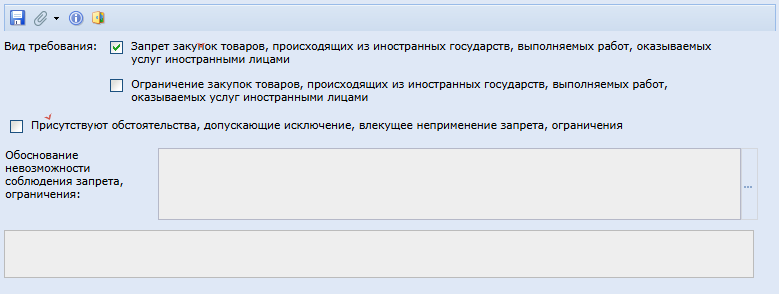 Вид требования:
Запрет закупок товаров, происходящих из иностранных государств, выполняемых работ, оказываемых
услуг иностранными лицами
Ограничение закупок товаров, происходящих из иностранных государств, выполняемых работ,
оказываемых услуг иностранными лицами
Присутствуют обстоятельства, допускающие исключение, влекущее неприменение запрета, ограничения
Обоснование
невозможности
соблюдения запрета,
ограничения:
...